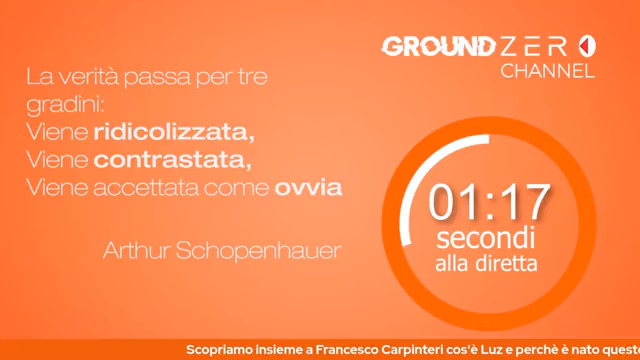 GROUNDZERO
CHANNEL
La verità passa per tre
gradini:
Viene ridicolizzata,
Viene contrastata,
Viene accettata come ovvia
Arthur Schopenhauer
01:17
secondi
alla diretta
Scopriamo insieme a Francesco Carpinteri cos'è Luz e perchè è nato questo